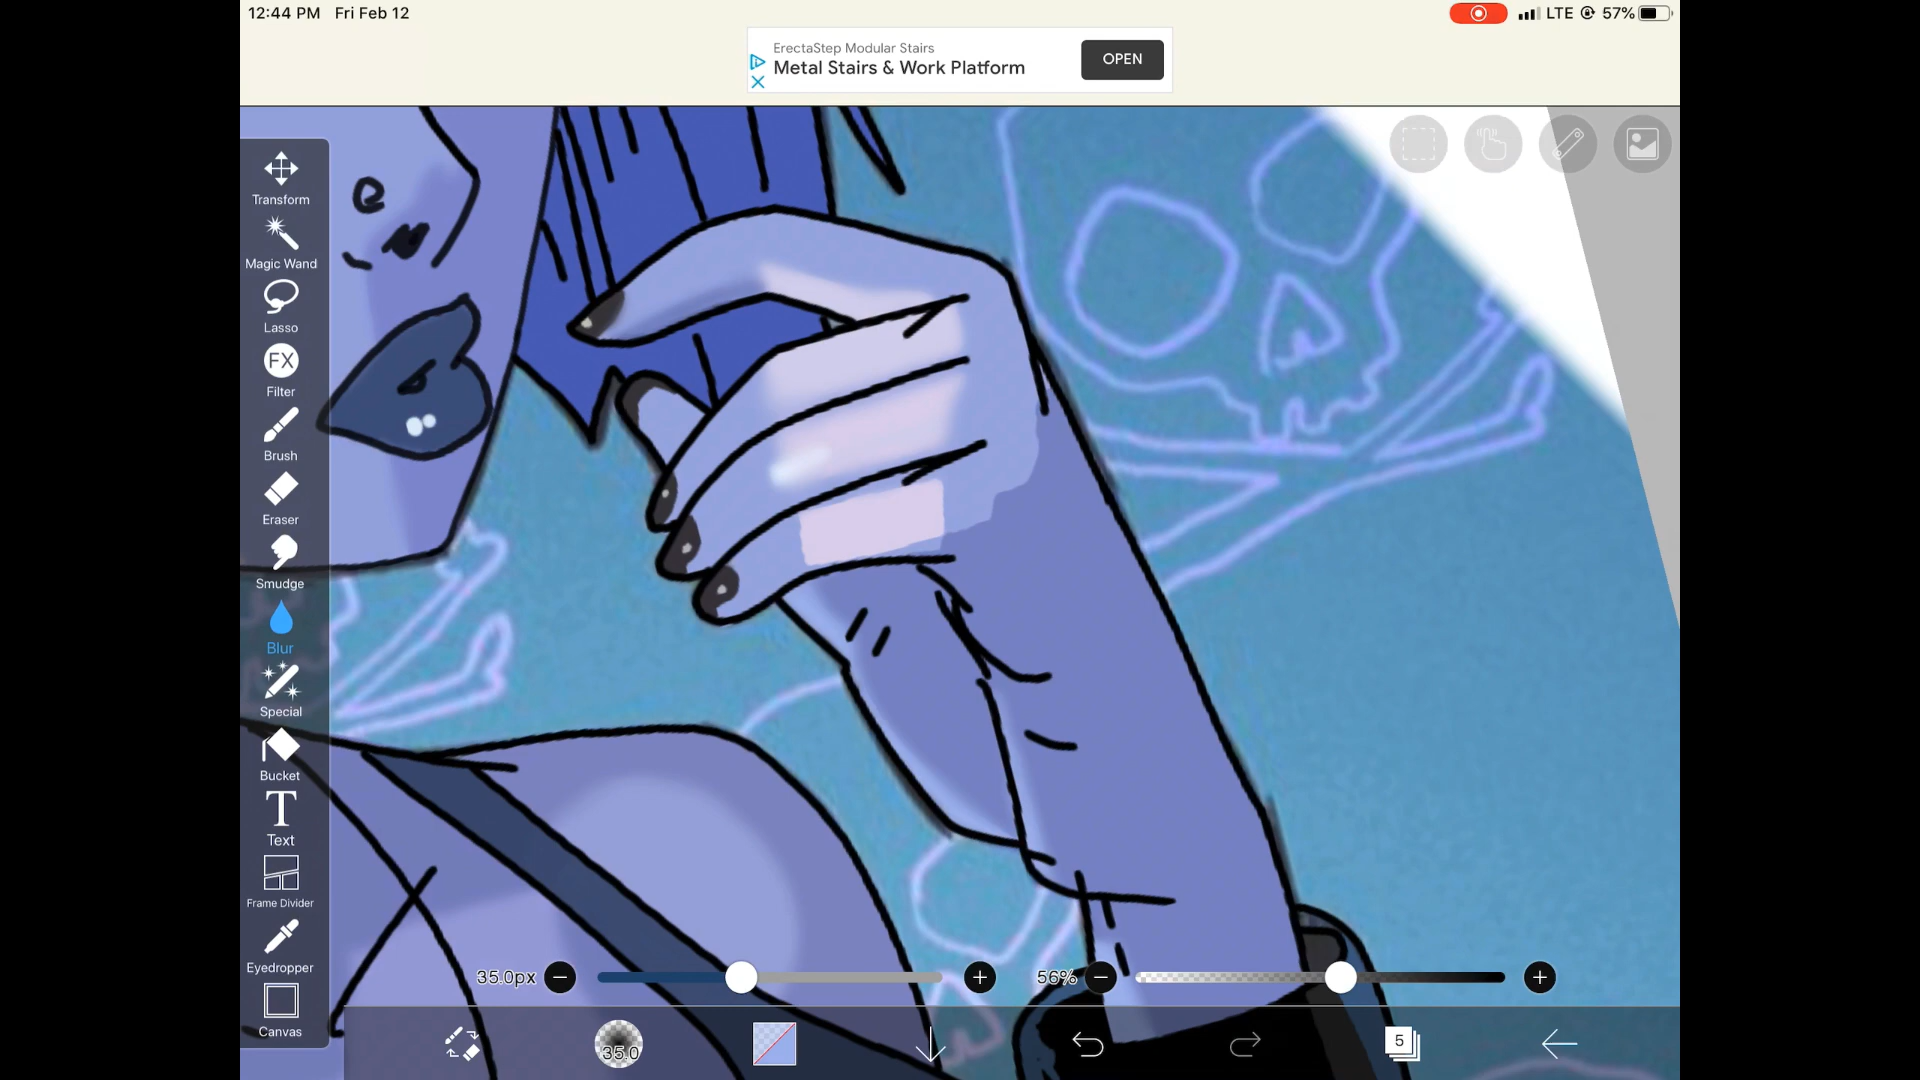 12:44 PM Fri Feb 12
LTE 57%
ErectaStep Modular Stairs
Metal Stairs & Work Platform
OPEN
Transform
Magic Wand
Lasso
FX
Filter
Brush
Eraser
Smudge
Blur
Special
Bucket
T
Text
Frame Divider
Eyedropper
Canvas
35.0px
56%
35.0
5